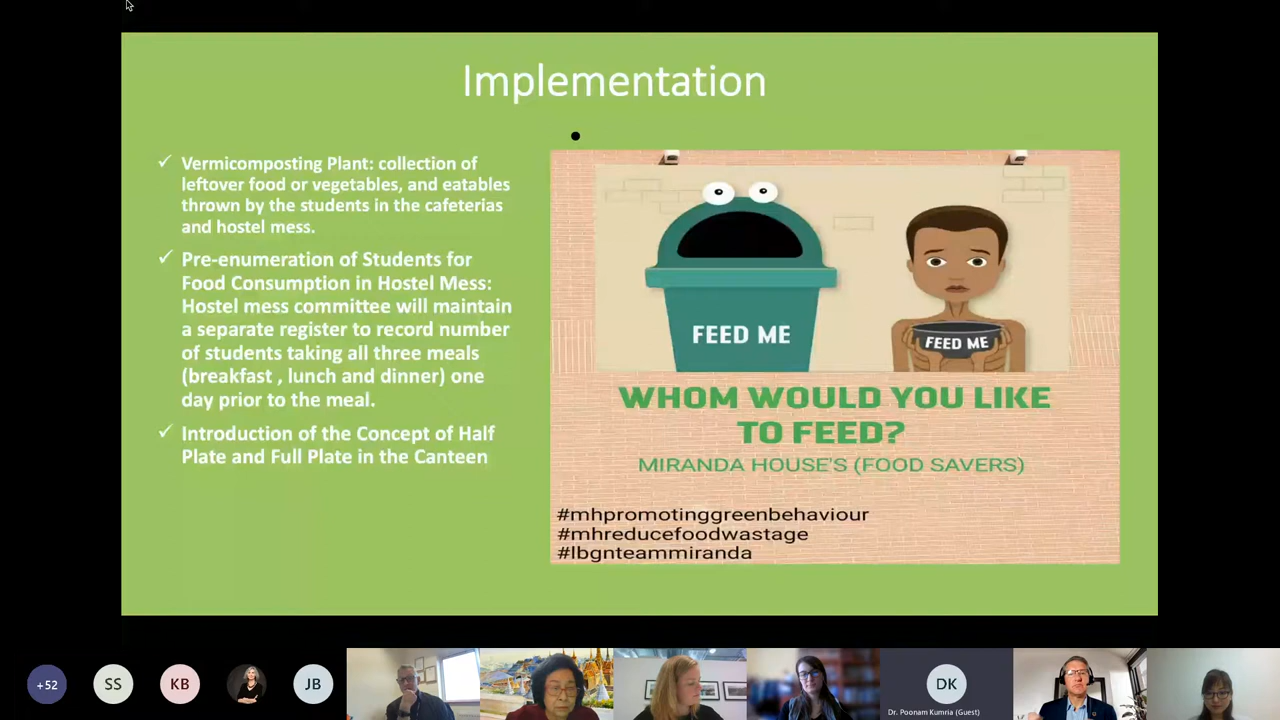 Implementation
✓ Vermicomposting Plant: collection of
leftover food or vegetables, and eatables
thrown by the students in the cafeterias
and hostel mess.
✓ Pre-enumeration of Students for
Food Consumption in Hostel Mess:
Hostel mess committee will maintain
a separate register to record number
of students taking all three meals
(breakfast , lunch and dinner) one
day prior to the meal.
✓ Introduction of the Concept of Half
Plate and Full Plate in the Canteen
•
FEED ME
FEED ME
WHOM WOULD YOU LIKE
TO FEED?
MIRANDA HOUSE'S (FOOD SAVERS)
#mhpromotinggreenbehaviour
#mhreducefoodwastage
#lbgnteammiranda
+52
SS
KB
JB
DK
Dr. Poonam Kumria (Guest)